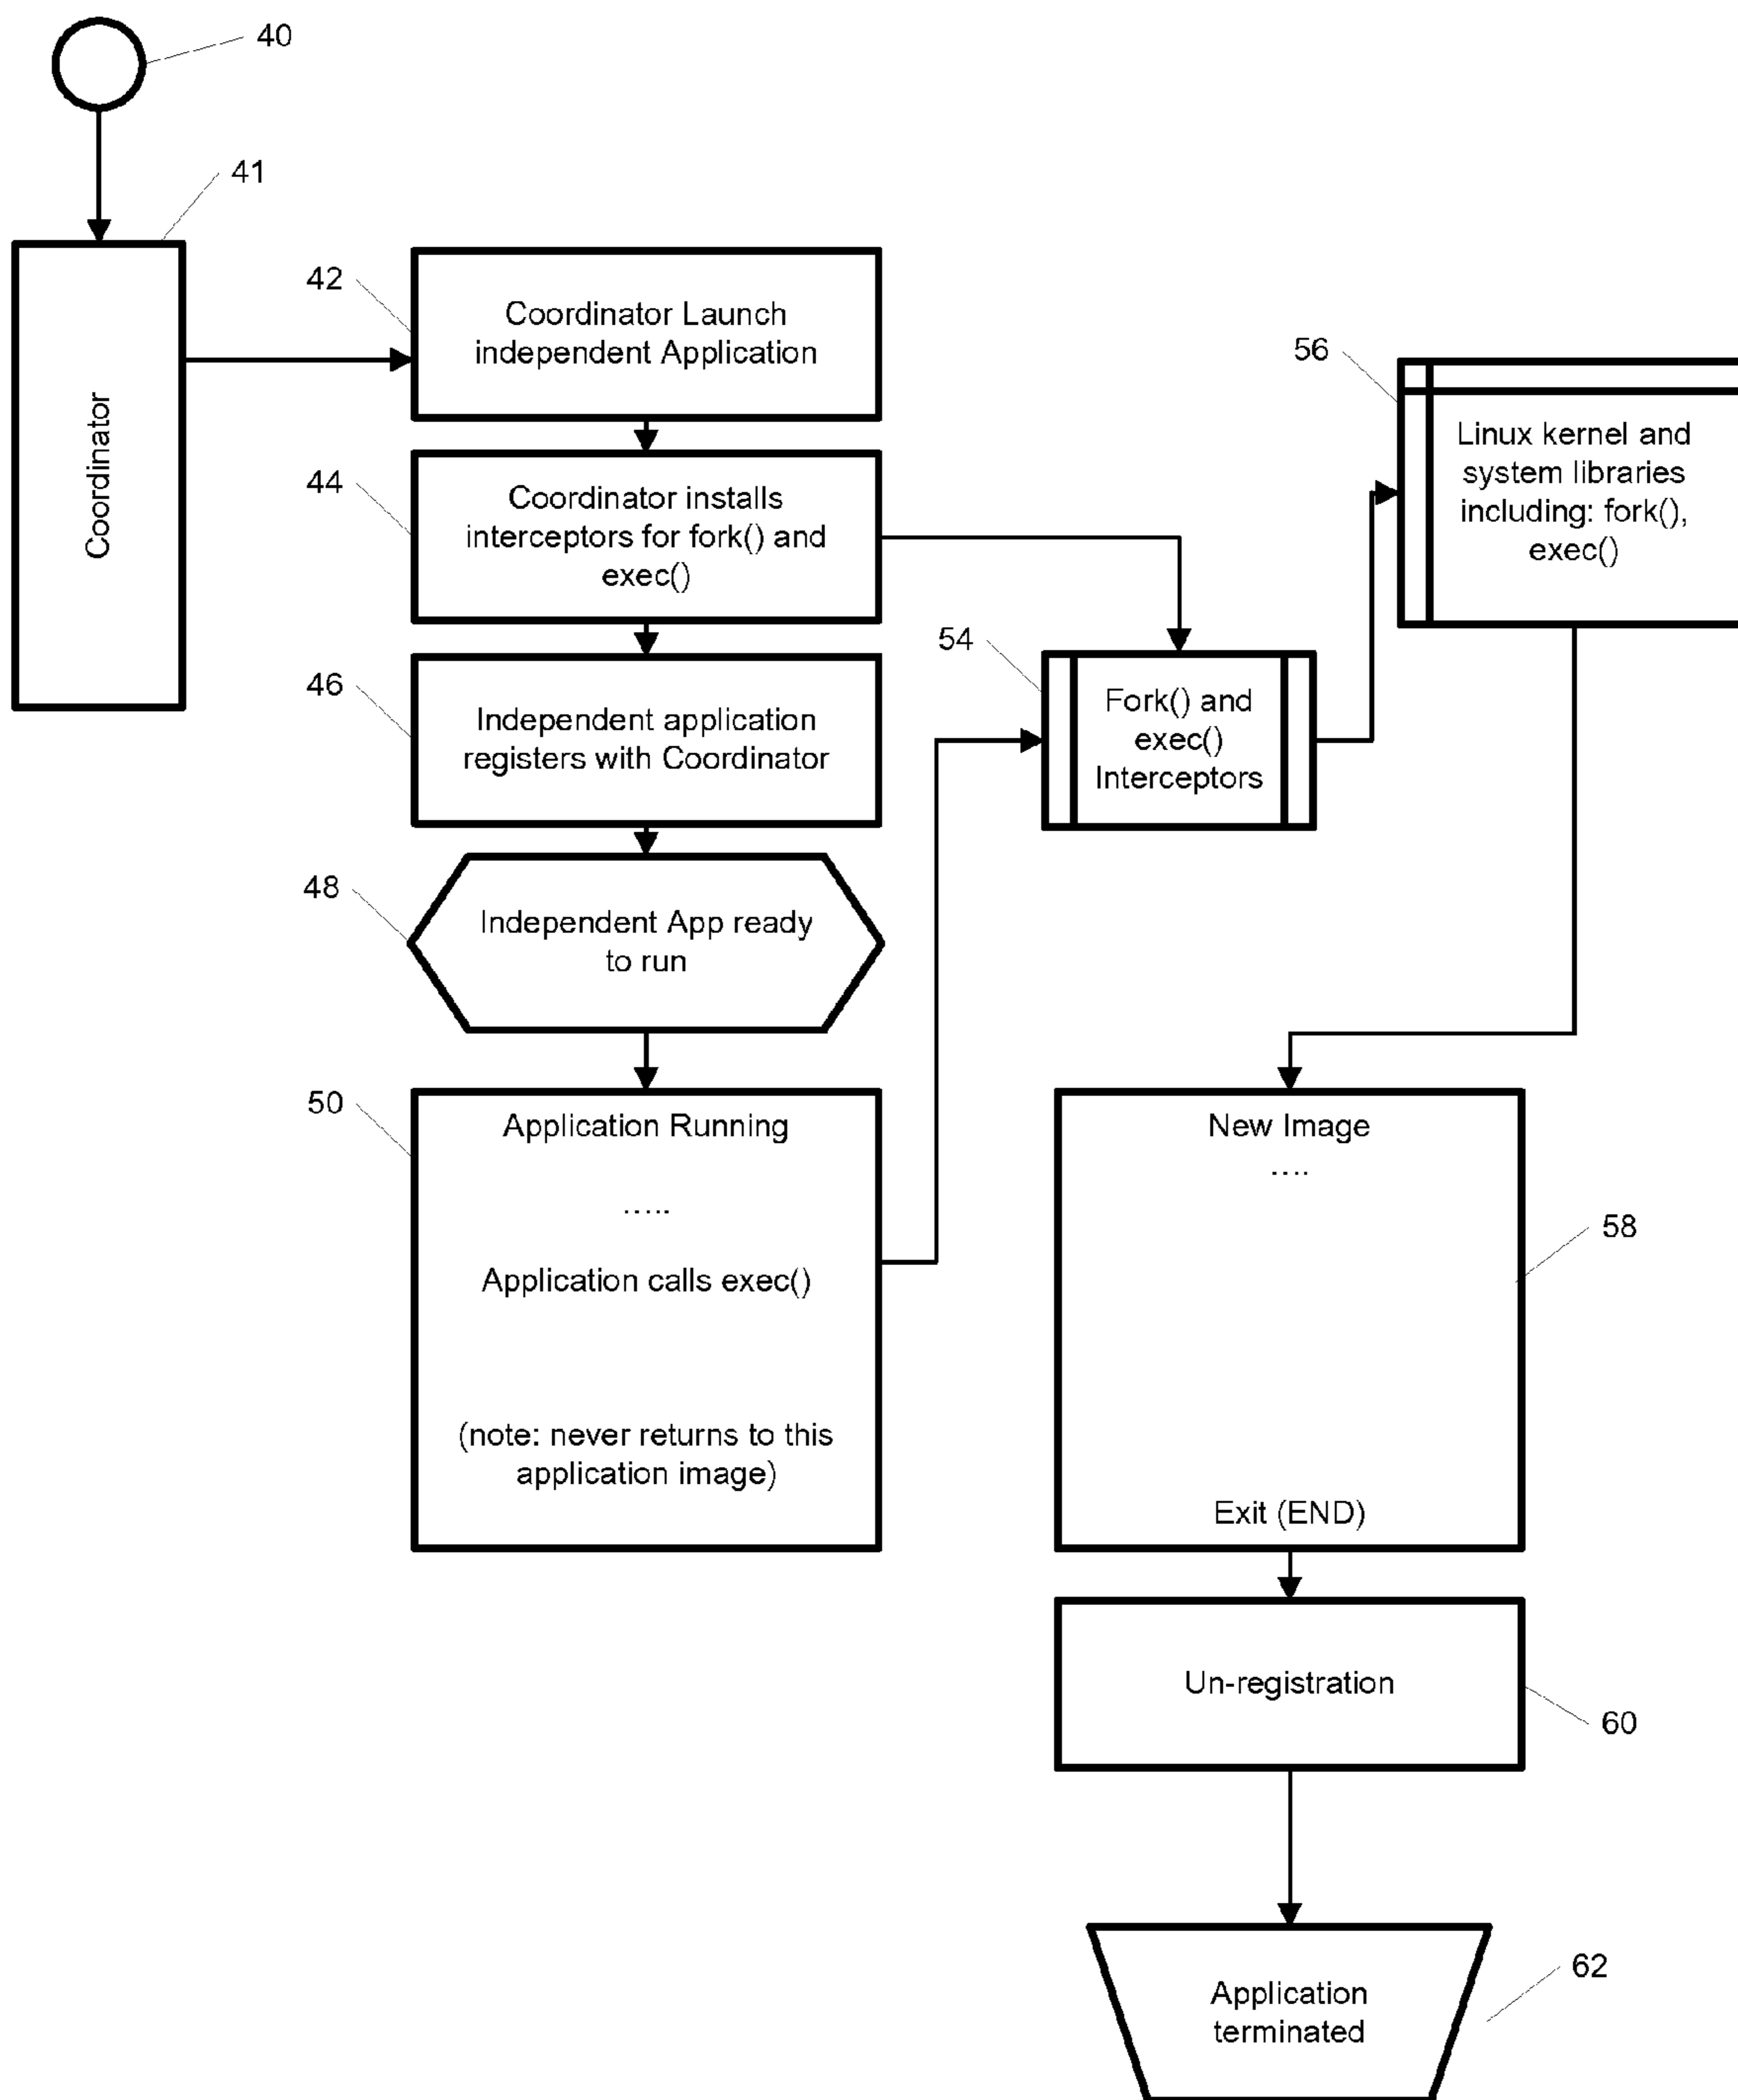 40
41
Coordinator
42
Coordinator Launch
independent Application
44
Coordinator installs
interceptors for fork() and
exec()
46
Independent application
registers with Coordinator
48
Independent App ready
to run
50
Application Running
.....
Application calls exec()
(note: never returns to this
application image)
54
Fork() and
exec()
Interceptors
56
Linux kernel and
system libraries
including: fork(),
exec()
New Image
....
Exit (END)
58
Un-registration
60
Application
terminated
62